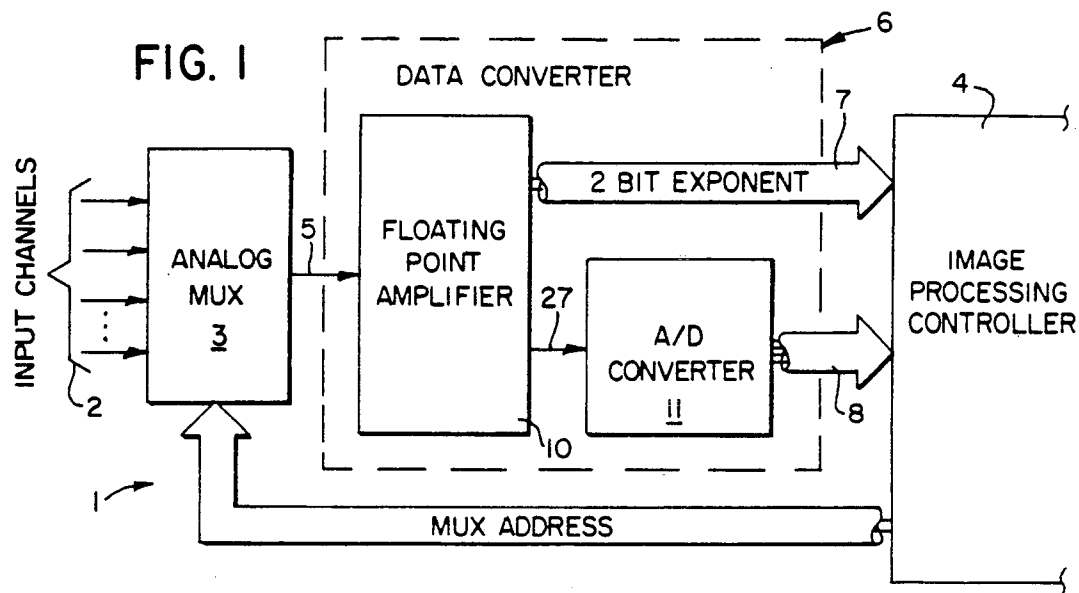 FIG. 1
6
DATA CONVERTER
4
7
INPUT CHANNELS
2 BIT EXPONENT
5
ANALOG
MUX
3
FLOATING
POINT
AMPLIFIER
IMAGE
PROCESSING
CONTROLLER
27
A/D
CONVERTER
11
2
8
10
1
MUX ADDRESS